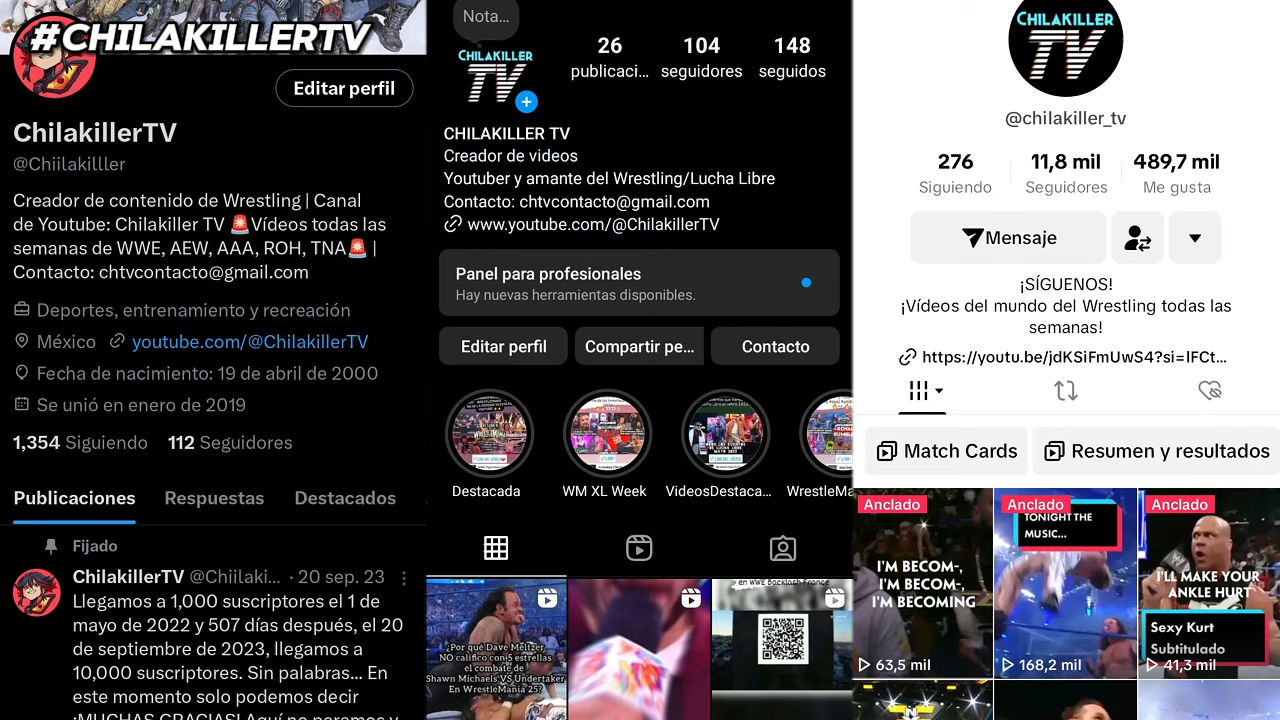 #CHILAKILLERTV
Editar perfil
ChilakillerTV
@Chiilakilller
Creador de contenido de Wrestling | Canal
de Youtube: Chilakiller TV 🚨Vídeos todas las
semanas de WWE, AEW, AAA, ROH, TNA🚨 |
Contacto: chtvcontacto@gmail.com
Deportes, entrenamiento y recreación
México youtube.com/@ChilakillerTV
Fecha de nacimiento: 19 de abril de 2000
Se unió en enero de 2019
1,354 Siguiendo 112 Seguidores
Publicaciones Respuestas Destacados
Fijado
ChilakillerTV @Chiilaki... · 20 sep. 23
Llegamos a 1,000 suscriptores el 1 de
mayo de 2022 y 507 días después, el 20
de septiembre de 2023, llegamos a
10,000 suscriptores. Sin palabras... En
este momento solo podemos decir
¡MUCHAS GRACIAS! Aquí no paramos y
Nota...
CHILAKILLER
TV
26 104 148
publicaci... seguidores seguidos
CHILAKILLER TV
Creador de videos
Youtuber y amante del Wrestling/Lucha Libre
Contacto: chtvcontacto@gmail.com
www.youtube.com/@ChilakillerTV
Panel para profesionales
Hay nuevas herramientas disponibles.
Editar perfil Compartir pe... Contacto
Destacada WM XL Week VideosDestaca... WrestleMa
¿Por qué Dave Meltzer
NO calificó con 5 estrellas
el combate de
Shawn Michaels VS Undertaker
En WrestleMania 25?
en WWE Backlash France
CHILAKILLER
TV
@chilakiller_tv
276 11,8 mil 489,7 mil
Siguiendo Seguidores Me gusta
Mensaje
¡SÍGUENOS!
¡Vídeos del mundo del Wrestling todas las
semanas!
https://youtu.be/jdKSiFmUwS4?si=IFCt...
Match Cards Resumen y resultados
Anclado
I'M BECOM-,
I'M BECOM-,
I'M BECOMING
63,5 mil
Anclado
TONIGHT THE
MUSIC...
168,2 mil
Anclado
I'LL MAKE YOUR
ANKLE HURT
Sexy Kurt
Subtitulado
41,3 mil